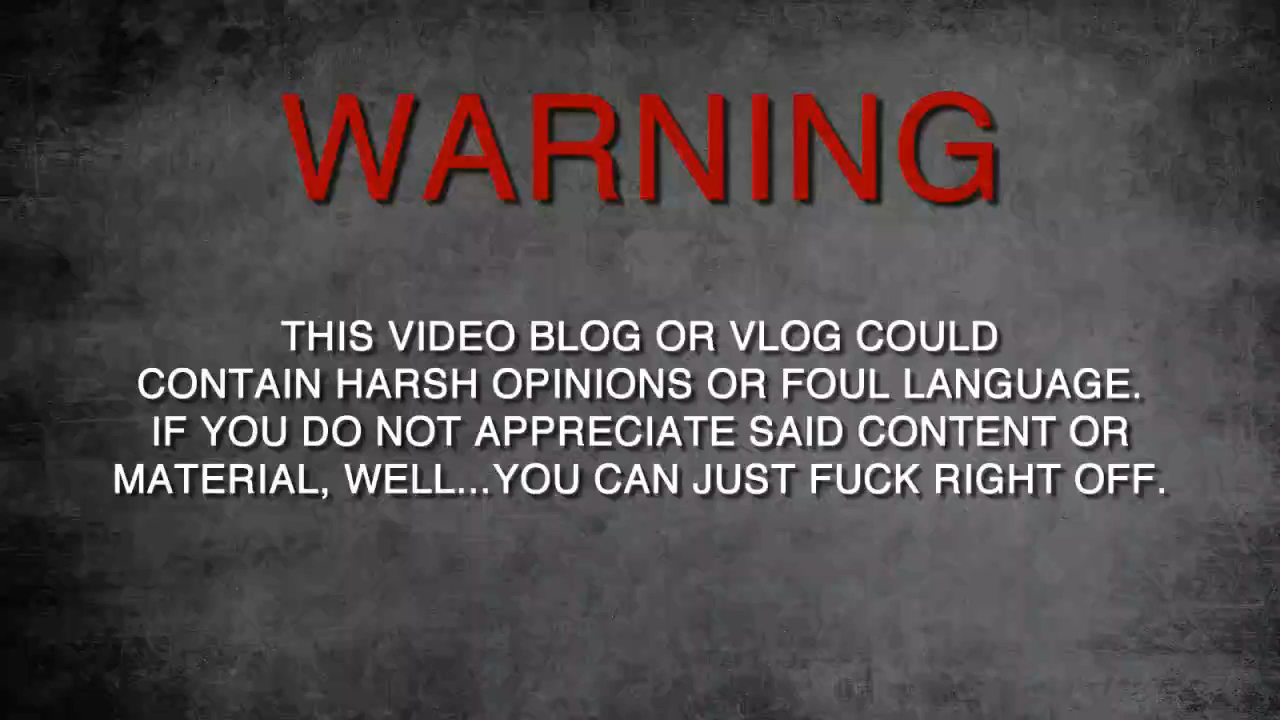 WARNING
THIS VIDEO BLOG OR VLOG COULD
CONTAIN HARSH OPINIONS OR FOUL LANGUAGE.
IF YOU DO NOT APPRECIATE SAID CONTENT OR
MATERIAL, WELL...YOU CAN JUST FUCK RIGHT OFF.